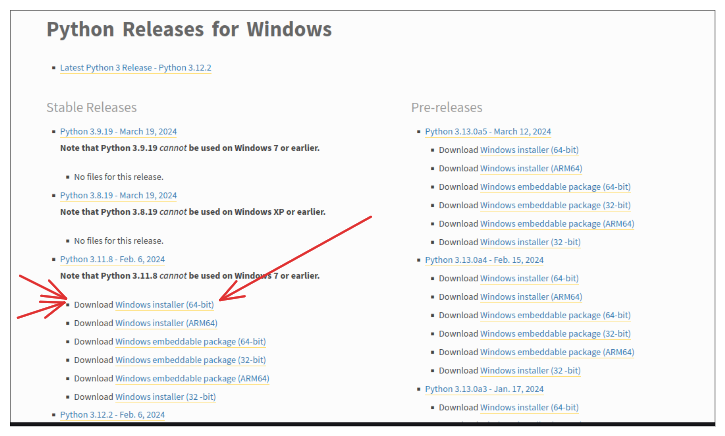 Python Releases for Windows
Latest Python 3 Release - Python 3.12.2
Stable Releases
Python 3.9.19 - March 19, 2024
Note that Python 3.9.19 cannot be used on Windows 7 or earlier.
No files for this release.
Python 3.8.19 - March 19, 2024
Note that Python 3.8.19 cannot be used on Windows XP or earlier.
No files for this release.
Python 3.11.8 - Feb. 6, 2024
Note that Python 3.11.8 cannot be used on Windows 7 or earlier.
Download Windows installer (64-bit)
Download Windows installer (ARM64)
Download Windows embeddable package (64-bit)
Download Windows embeddable package (32-bit)
Download Windows embeddable package (ARM64)
Download Windows installer (32 -bit)
Python 3.12.2 - Feb. 6, 2024
Pre-releases
Python 3.13.0a5 - March 12, 2024
Download Windows installer (64-bit)
Download Windows installer (ARM64)
Download Windows embeddable package (64-bit)
Download Windows embeddable package (32-bit)
Download Windows embeddable package (ARM64)
Download Windows installer (32 -bit)
Python 3.13.0a4 - Feb. 15, 2024
Download Windows installer (64-bit)
Download Windows installer (ARM64)
Download Windows embeddable package (64-bit)
Download Windows embeddable package (32-bit)
Download Windows embeddable package (ARM64)
Download Windows installer (32 -bit)
Python 3.13.0a3 - Jan. 17, 2024
Download Windows installer (64-bit)